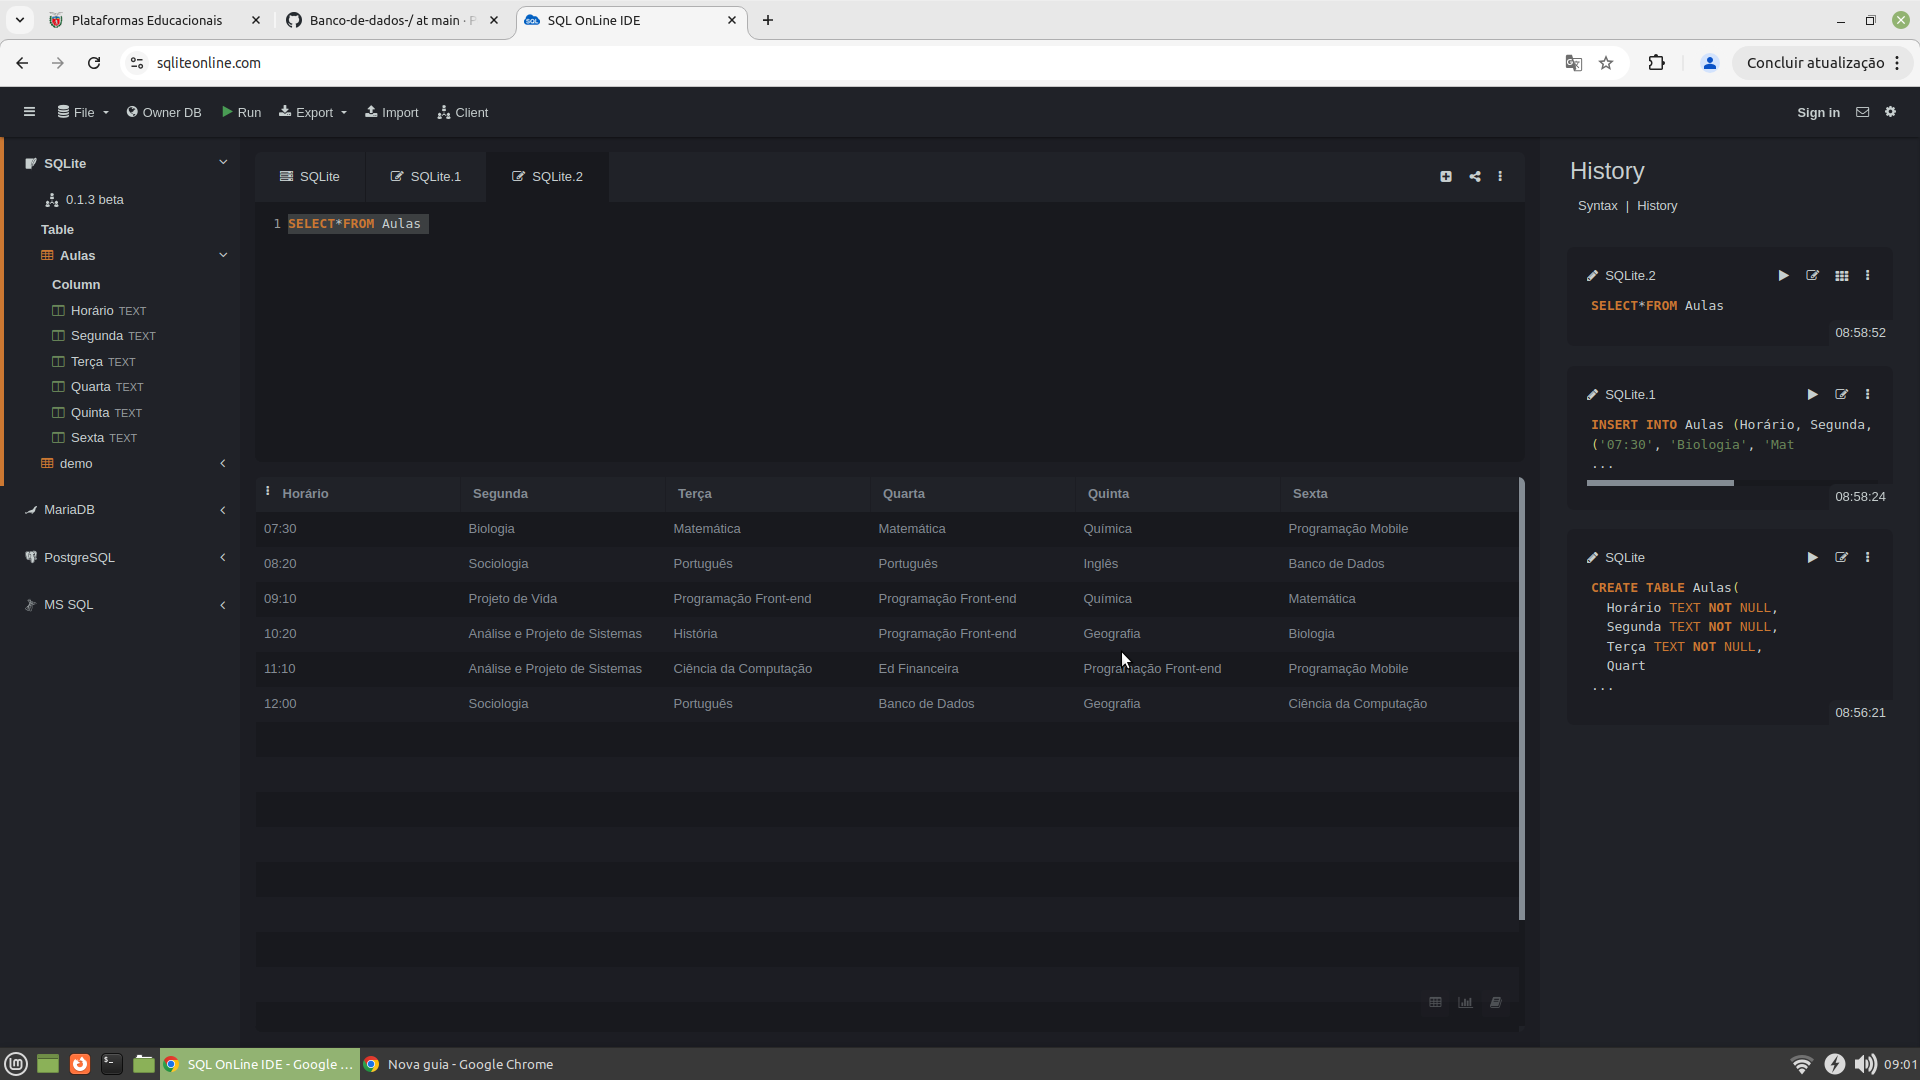 Plataformas Educacionais
Banco-de-dados-/ at main · P
SQL OnLine IDE
sqliteonline.com
Concluir atualização
File
Owner DB
Run
Export
Import
Client
Sign in
SQLite
0.1.3 beta
Table
Aulas
Column
Horário TEXT
Segunda TEXT
Terça TEXT
Quarta TEXT
Quinta TEXT
Sexta TEXT
demo
MariaDB
PostgreSQL
MS SQL
SQLite
SQLite.1
SQLite.2
1 SELECT*FROM Aulas
Horário Segunda Terça Quarta Quinta Sexta
07:30 Biologia Matemática Matemática Química Programação Mobile
08:20 Sociologia Português Português Inglês Banco de Dados
09:10 Projeto de Vida Programação Front-end Programação Front-end Química Matemática
10:20 Análise e Projeto de Sistemas História Programação Front-end Geografia Biologia
11:10 Análise e Projeto de Sistemas Ciência da Computação Ed Financeira Programação Front-end Programação Mobile
12:00 Sociologia Português Banco de Dados Geografia Ciência da Computação
History
Syntax | History
SQLite.2
SELECT*FROM Aulas
08:58:52
SQLite.1
INSERT INTO Aulas (Horário, Segunda,
('07:30', 'Biologia', 'Mat
...
08:58:24
SQLite
CREATE TABLE Aulas(
Horário TEXT NOT NULL,
Segunda TEXT NOT NULL,
Terça TEXT NOT NULL,
Quart
...
08:56:21
SQL OnLine IDE - Google ...
Nova guia - Google Chrome
09:01